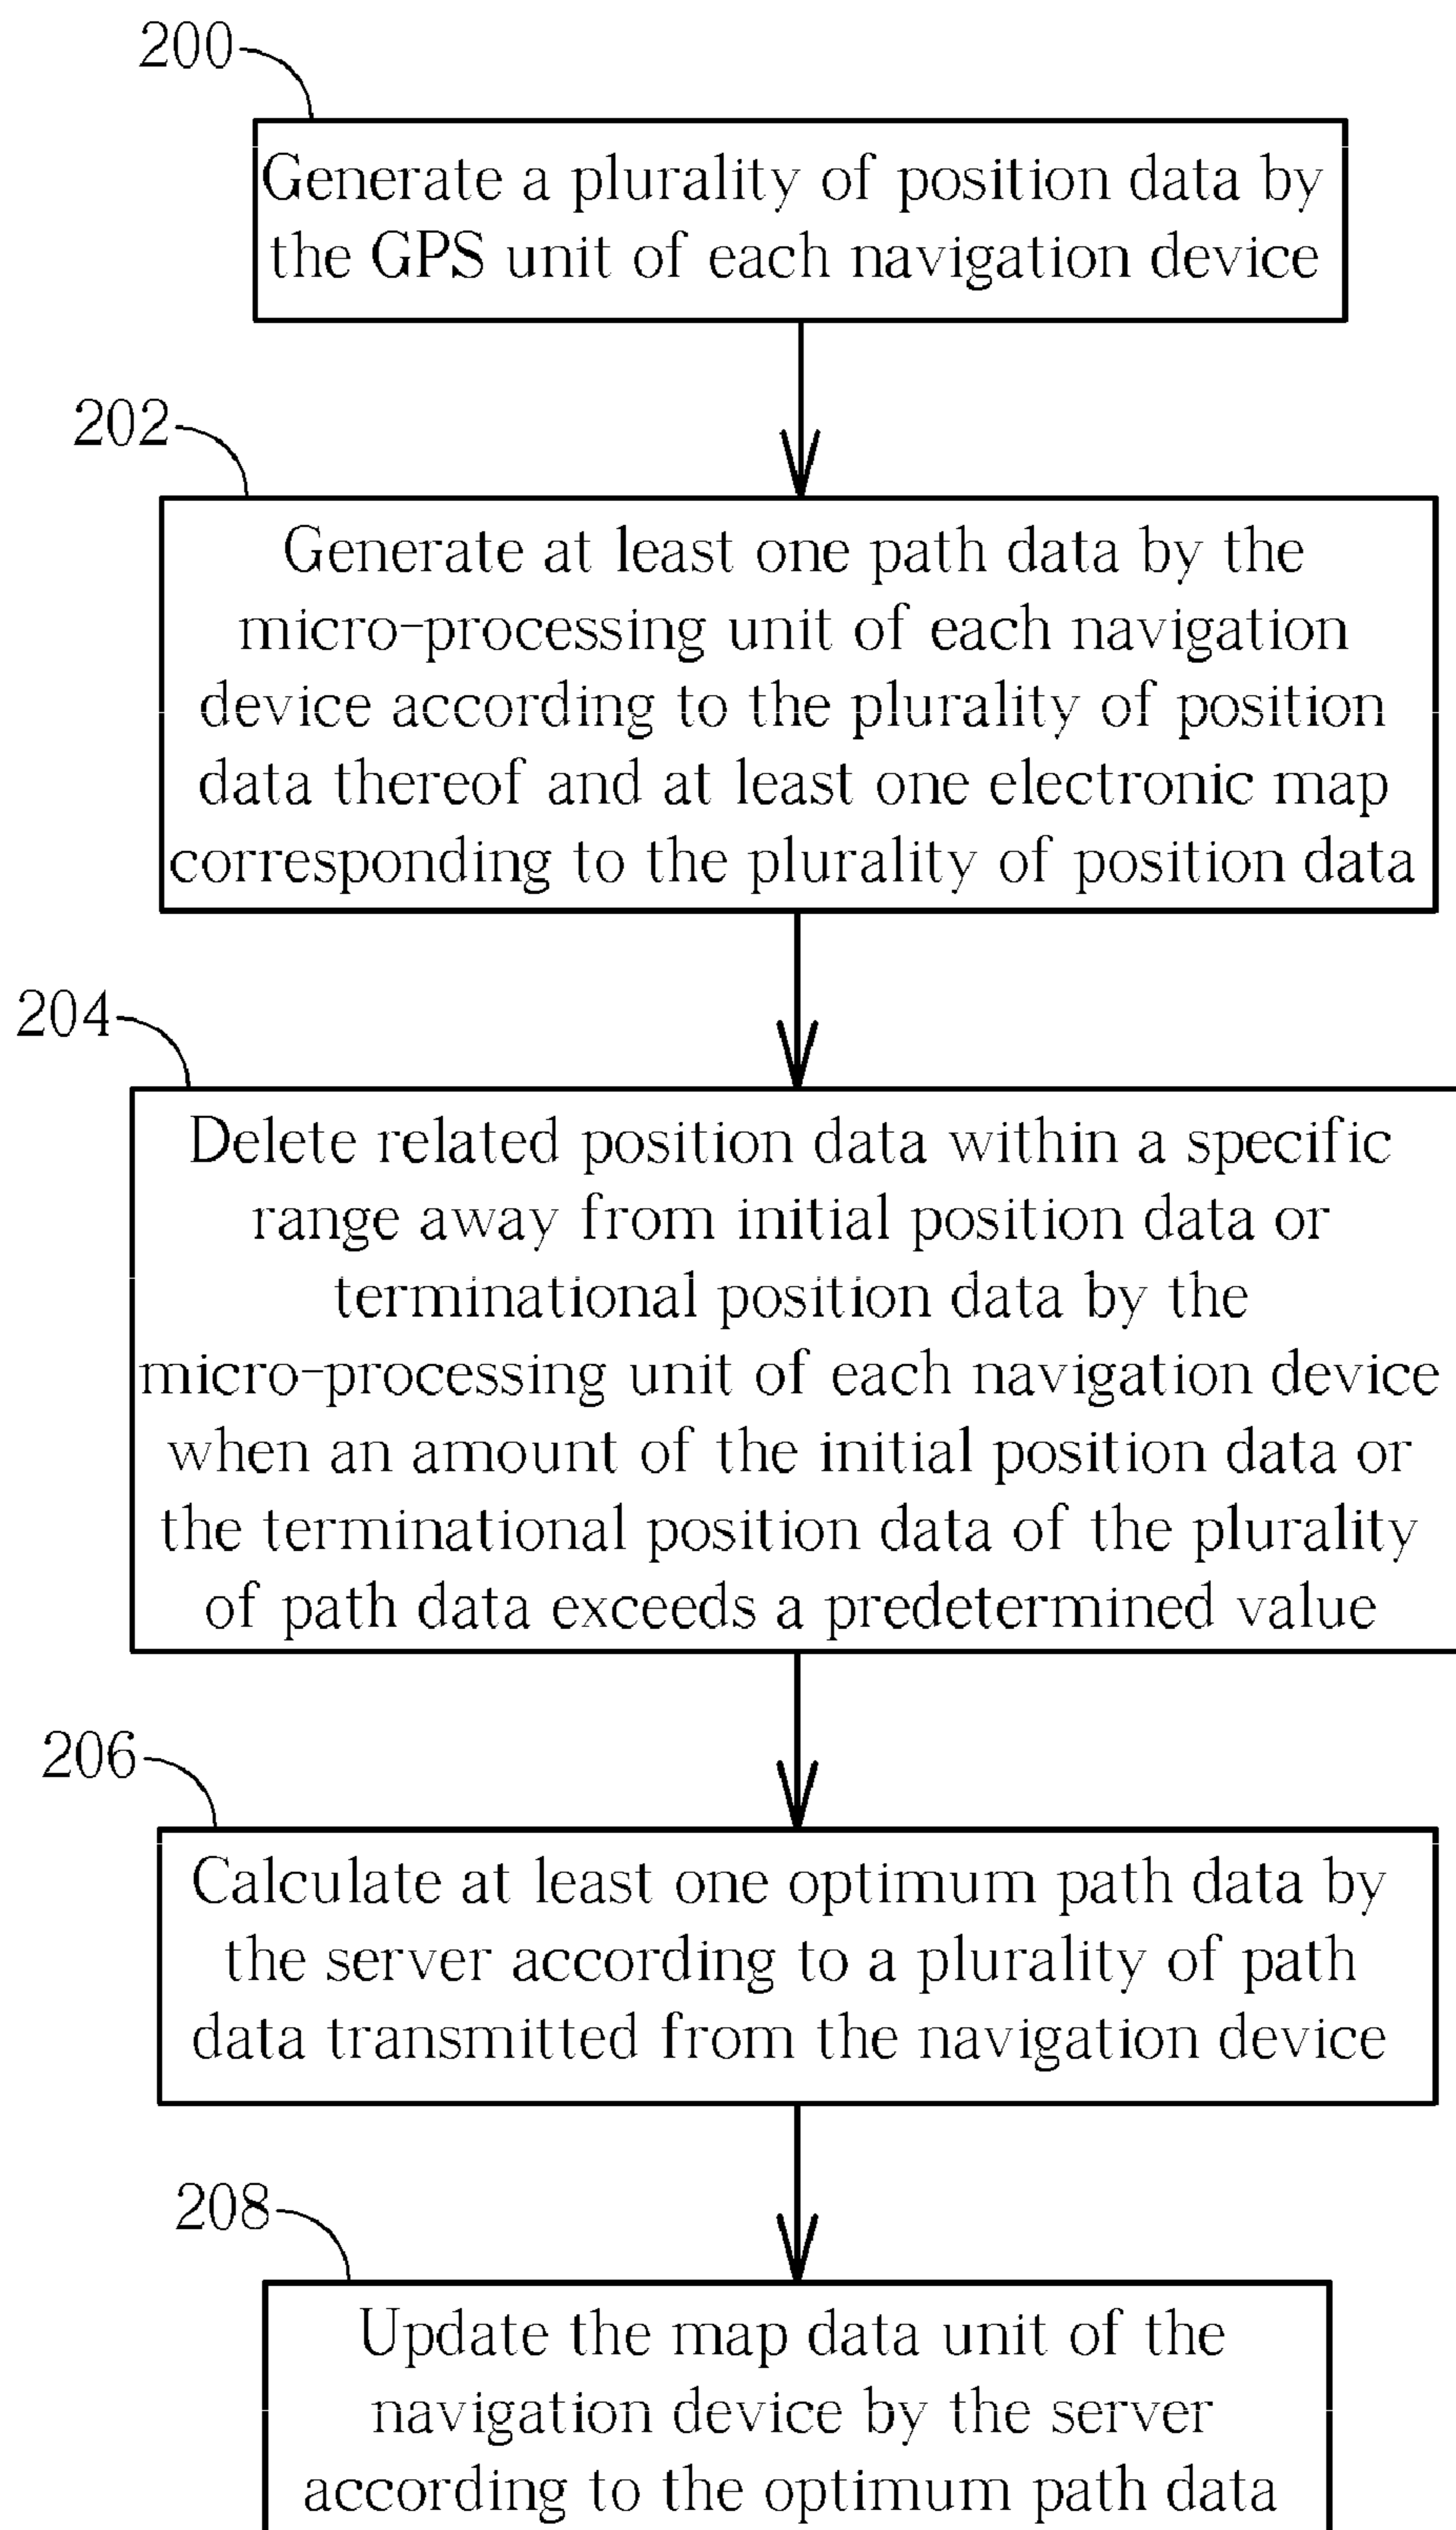 200
Generate a plurality of position data by
the GPS unit of each navigation device
202
Generate at least one path data by the
micro-processing unit of each navigation
device according to the plurality of position
data thereof and at least one electronic map
corresponding to the plurality of position data
204
Delete related position data within a specific
range away from initial position data or
terminational position data by the
micro-processing unit of each navigation device
when an amount of the initial position data or
the terminational position data of the plurality
of path data exceeds a predetermined value
206
Calculate at least one optimum path data by
the server according to a plurality of path
data transmitted from the navigation device
208
Update the map data unit of the
navigation device by the server
according to the optimum path data